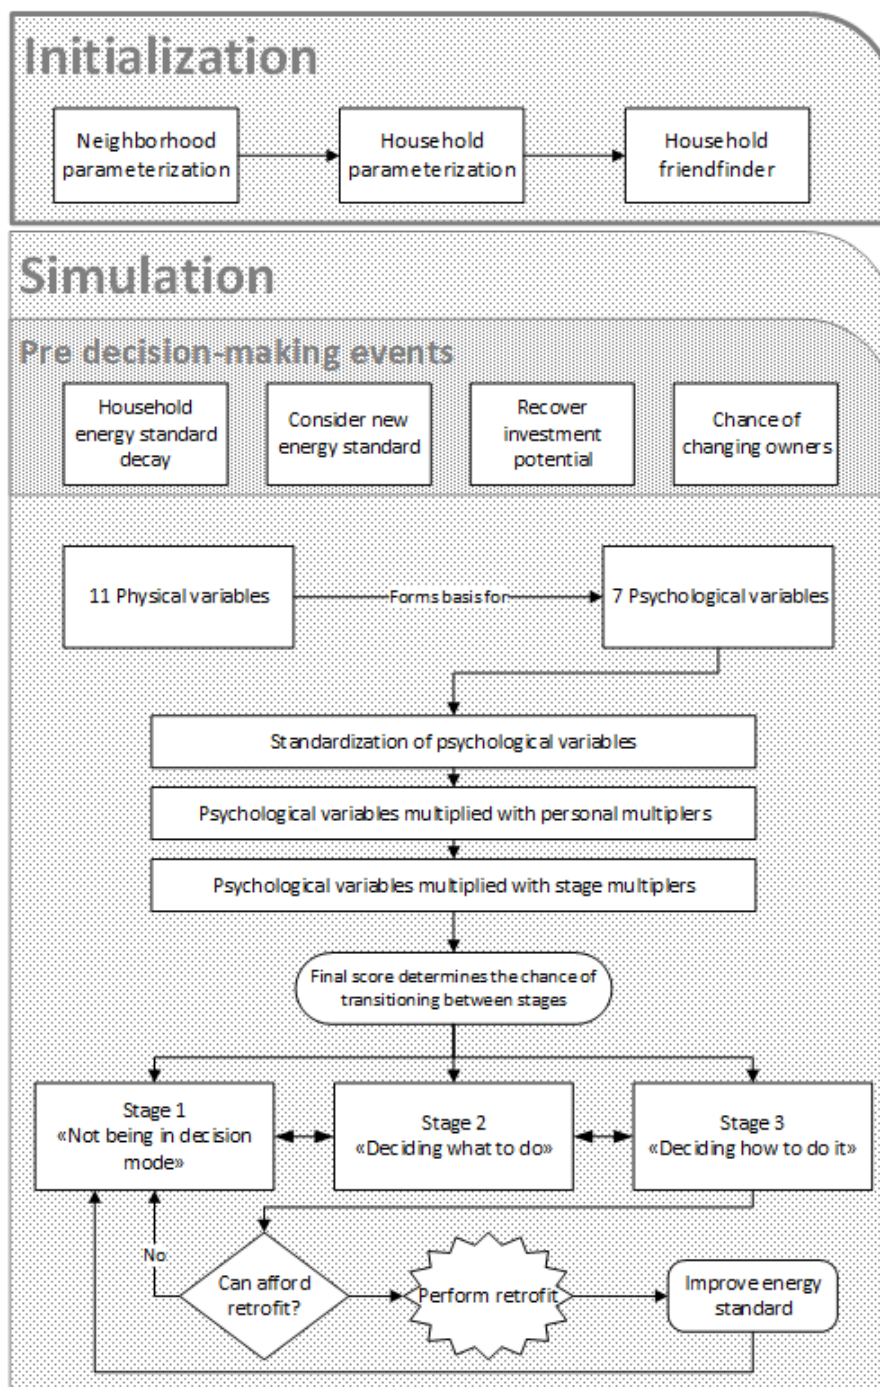 Initialization
Neighborhood
parameterization
Household
parameterization
Household
friendfinder
Simulation
Pre decision-making events
Household
energy standard
decay
Consider new
energy standard
Recover
investment
potential
Chance of
changing owners
11 Physical variables
Forms basis for
7 Psychological variables
Standardization of psychological variables
Psychological variables multiplied with personal multiplers
Psychological variables multiplied with stage multiplers
Final score determines the chance of
transitioning between stages
Stage 1
«Not being in decision
mode»
Stage 2
«Deciding what to do»
Stage 3
«Deciding how to do it»
No
Can afford
retrofit?
Perform retrofit
Improve energy
standard